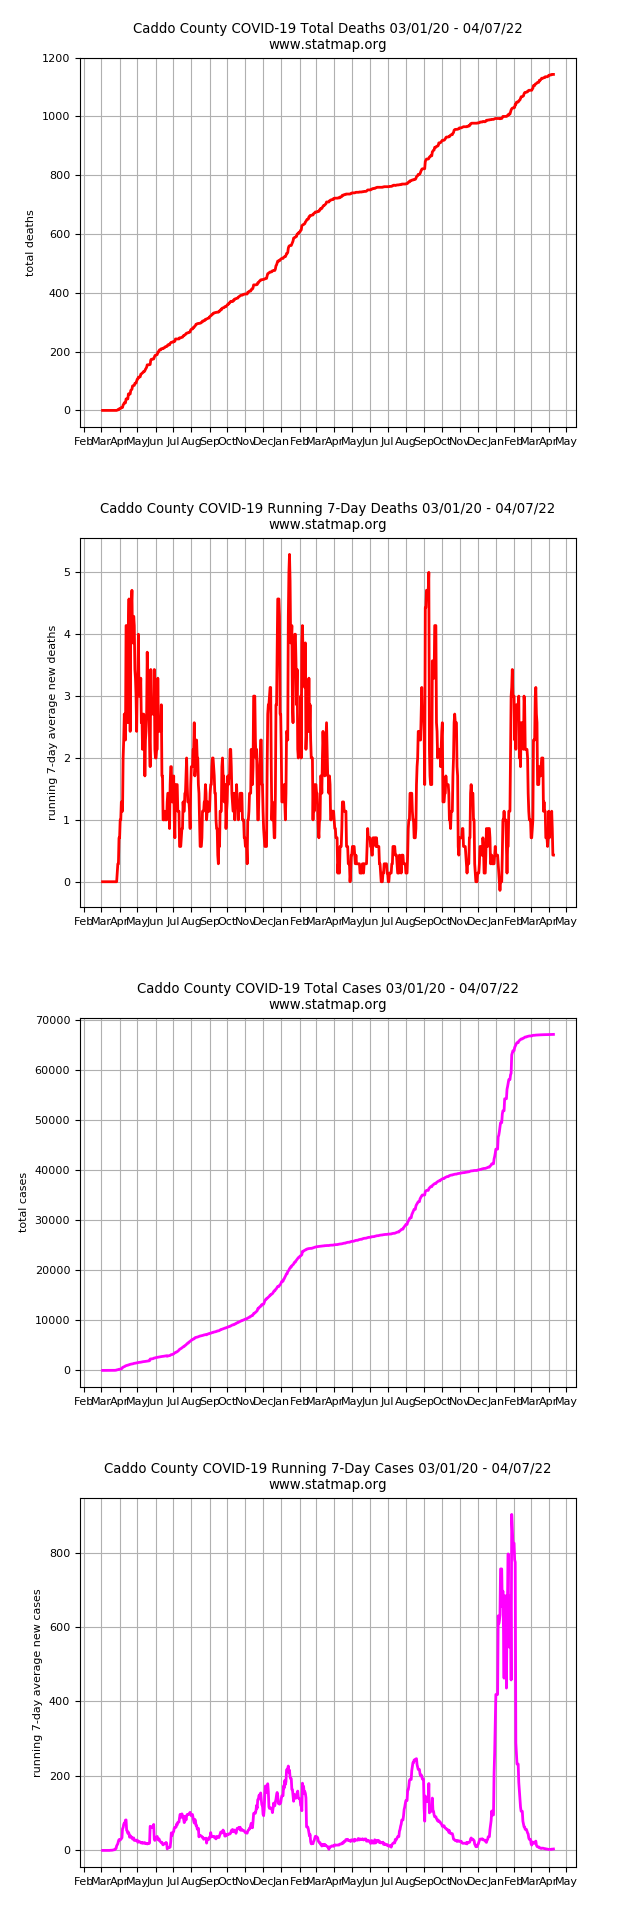 Caddo County COVID-19 Total Deaths 03/01/20 - 04/07/22
www.statmap.org
1200
1000
800
600
400
200
0
total deaths
Feb Mar Apr May Jun Jul Aug Sep Oct Nov Dec Jan Feb Mar Apr May Jun Jul Aug Sep Oct Nov Dec Jan Feb Mar Apr May
Caddo County COVID-19 Running 7-Day Deaths 03/01/20 - 04/07/22
www.statmap.org
5
4
3
2
1
0
running 7-day average new deaths
Feb Mar Apr May Jun Jul Aug Sep Oct Nov Dec Jan Feb Mar Apr May Jun Jul Aug Sep Oct Nov Dec Jan Feb Mar Apr May
Caddo County COVID-19 Total Cases 03/01/20 - 04/07/22
www.statmap.org
70000
60000
50000
40000
30000
20000
10000
0
total cases
Feb Mar Apr May Jun Jul Aug Sep Oct Nov Dec Jan Feb Mar Apr May Jun Jul Aug Sep Oct Nov Dec Jan Feb Mar Apr May
Caddo County COVID-19 Running 7-Day Cases 03/01/20 - 04/07/22
www.statmap.org
800
600
400
200
0
running 7-day average new cases
Feb Mar Apr May Jun Jul Aug Sep Oct Nov Dec Jan Feb Mar Apr May Jun Jul Aug Sep Oct Nov Dec Jan Feb Mar Apr May